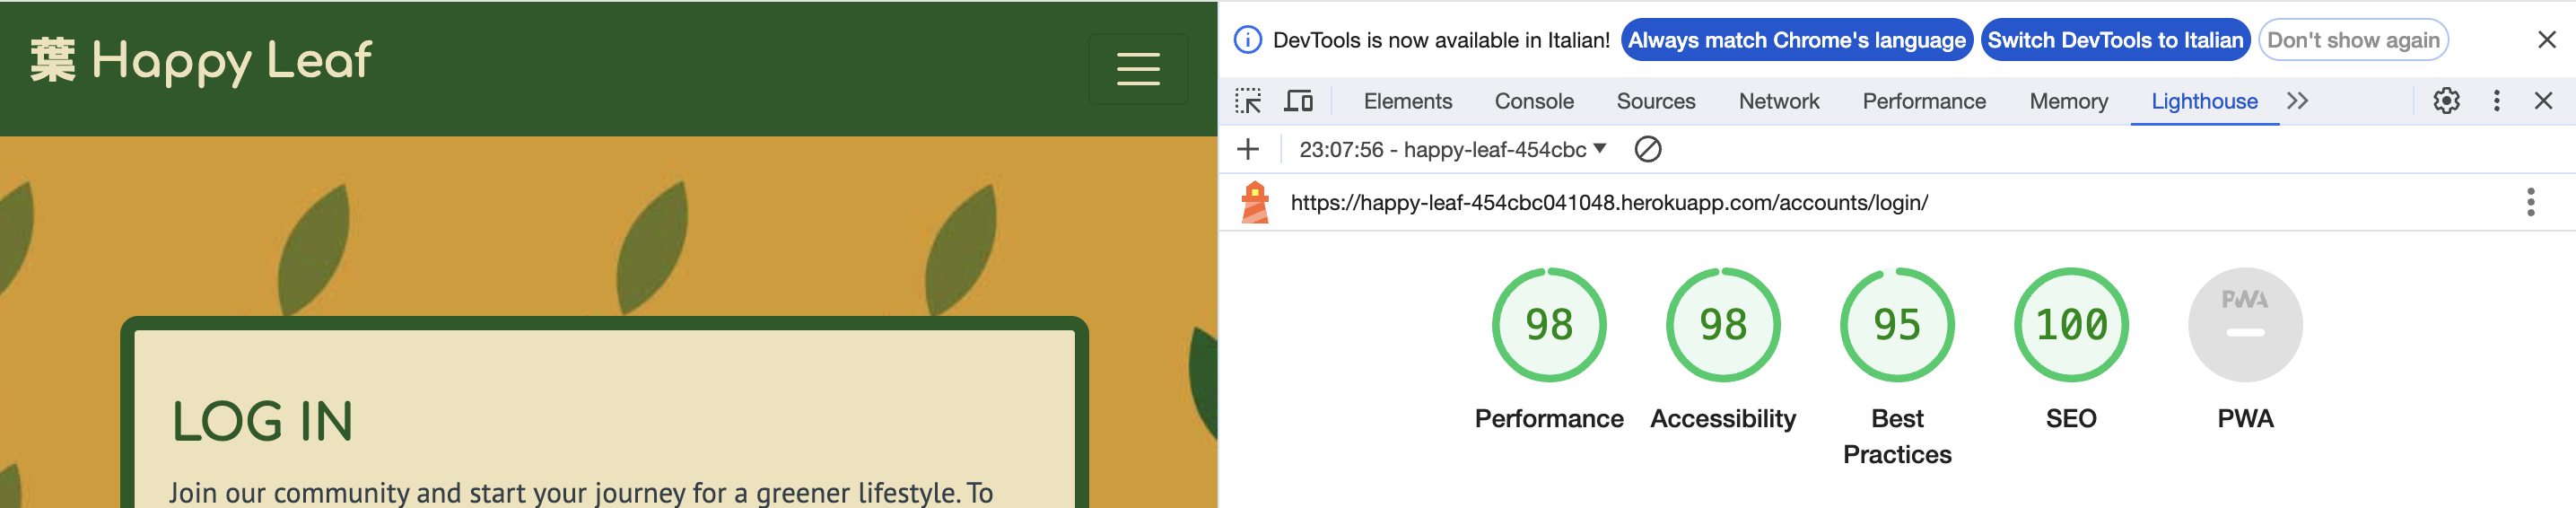 葉 Happy Leaf
LOG IN
Join our community and start your journey for a greener lifestyle. To
DevTools is now available in Italian! Always match Chrome's language Switch DevTools to Italian Don't show again
Elements Console Sources Network Performance Memory Lighthouse
23:07:56 - happy-leaf-454cbc
https://happy-leaf-454cbc041048.herokuapp.com/accounts/login/
98 98 95 100 PWA
Performance Accessibility Best Practices SEO PWA